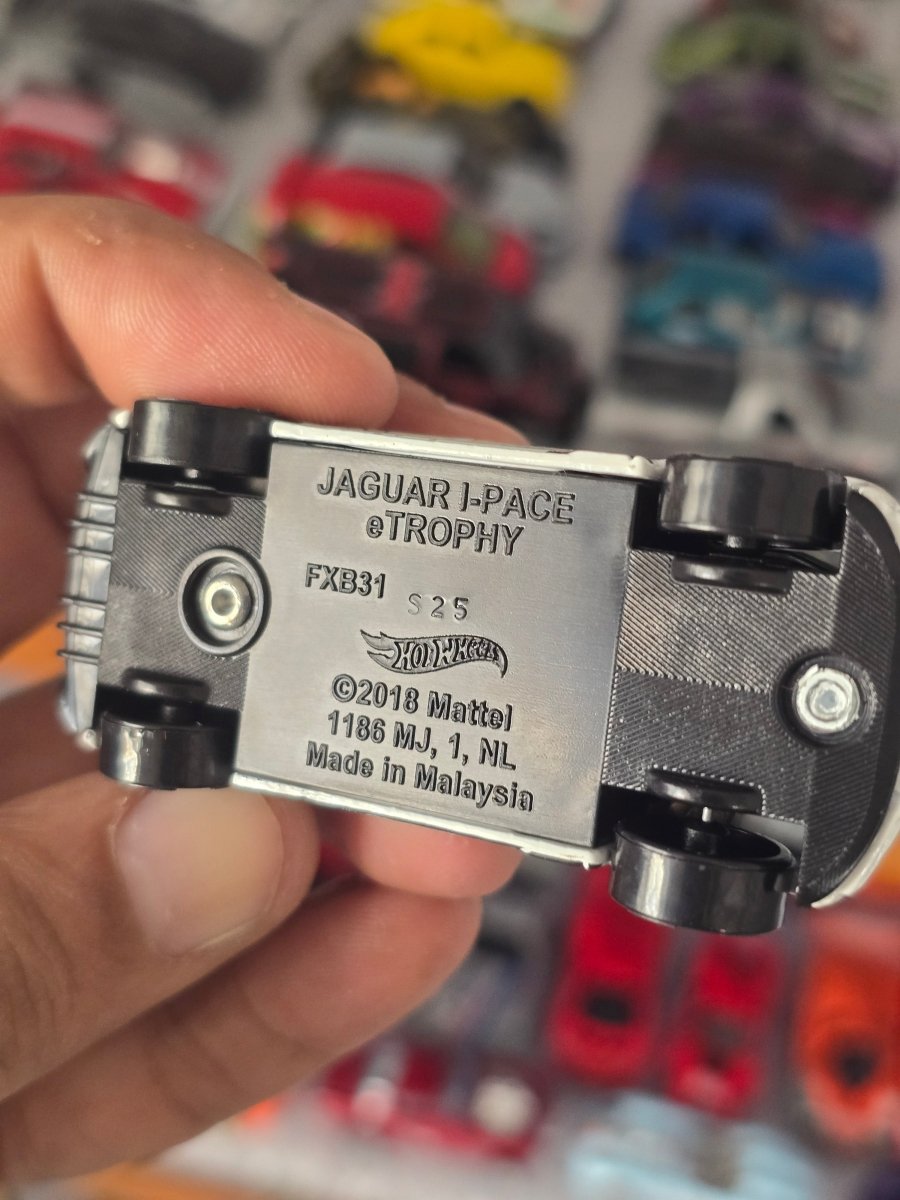 JAGUAR I-PACE
eTROPHY
FXB31
S25
HOT WHEELS
©2018 Mattel
1186 MJ, 1, NL
Made in Malaysia